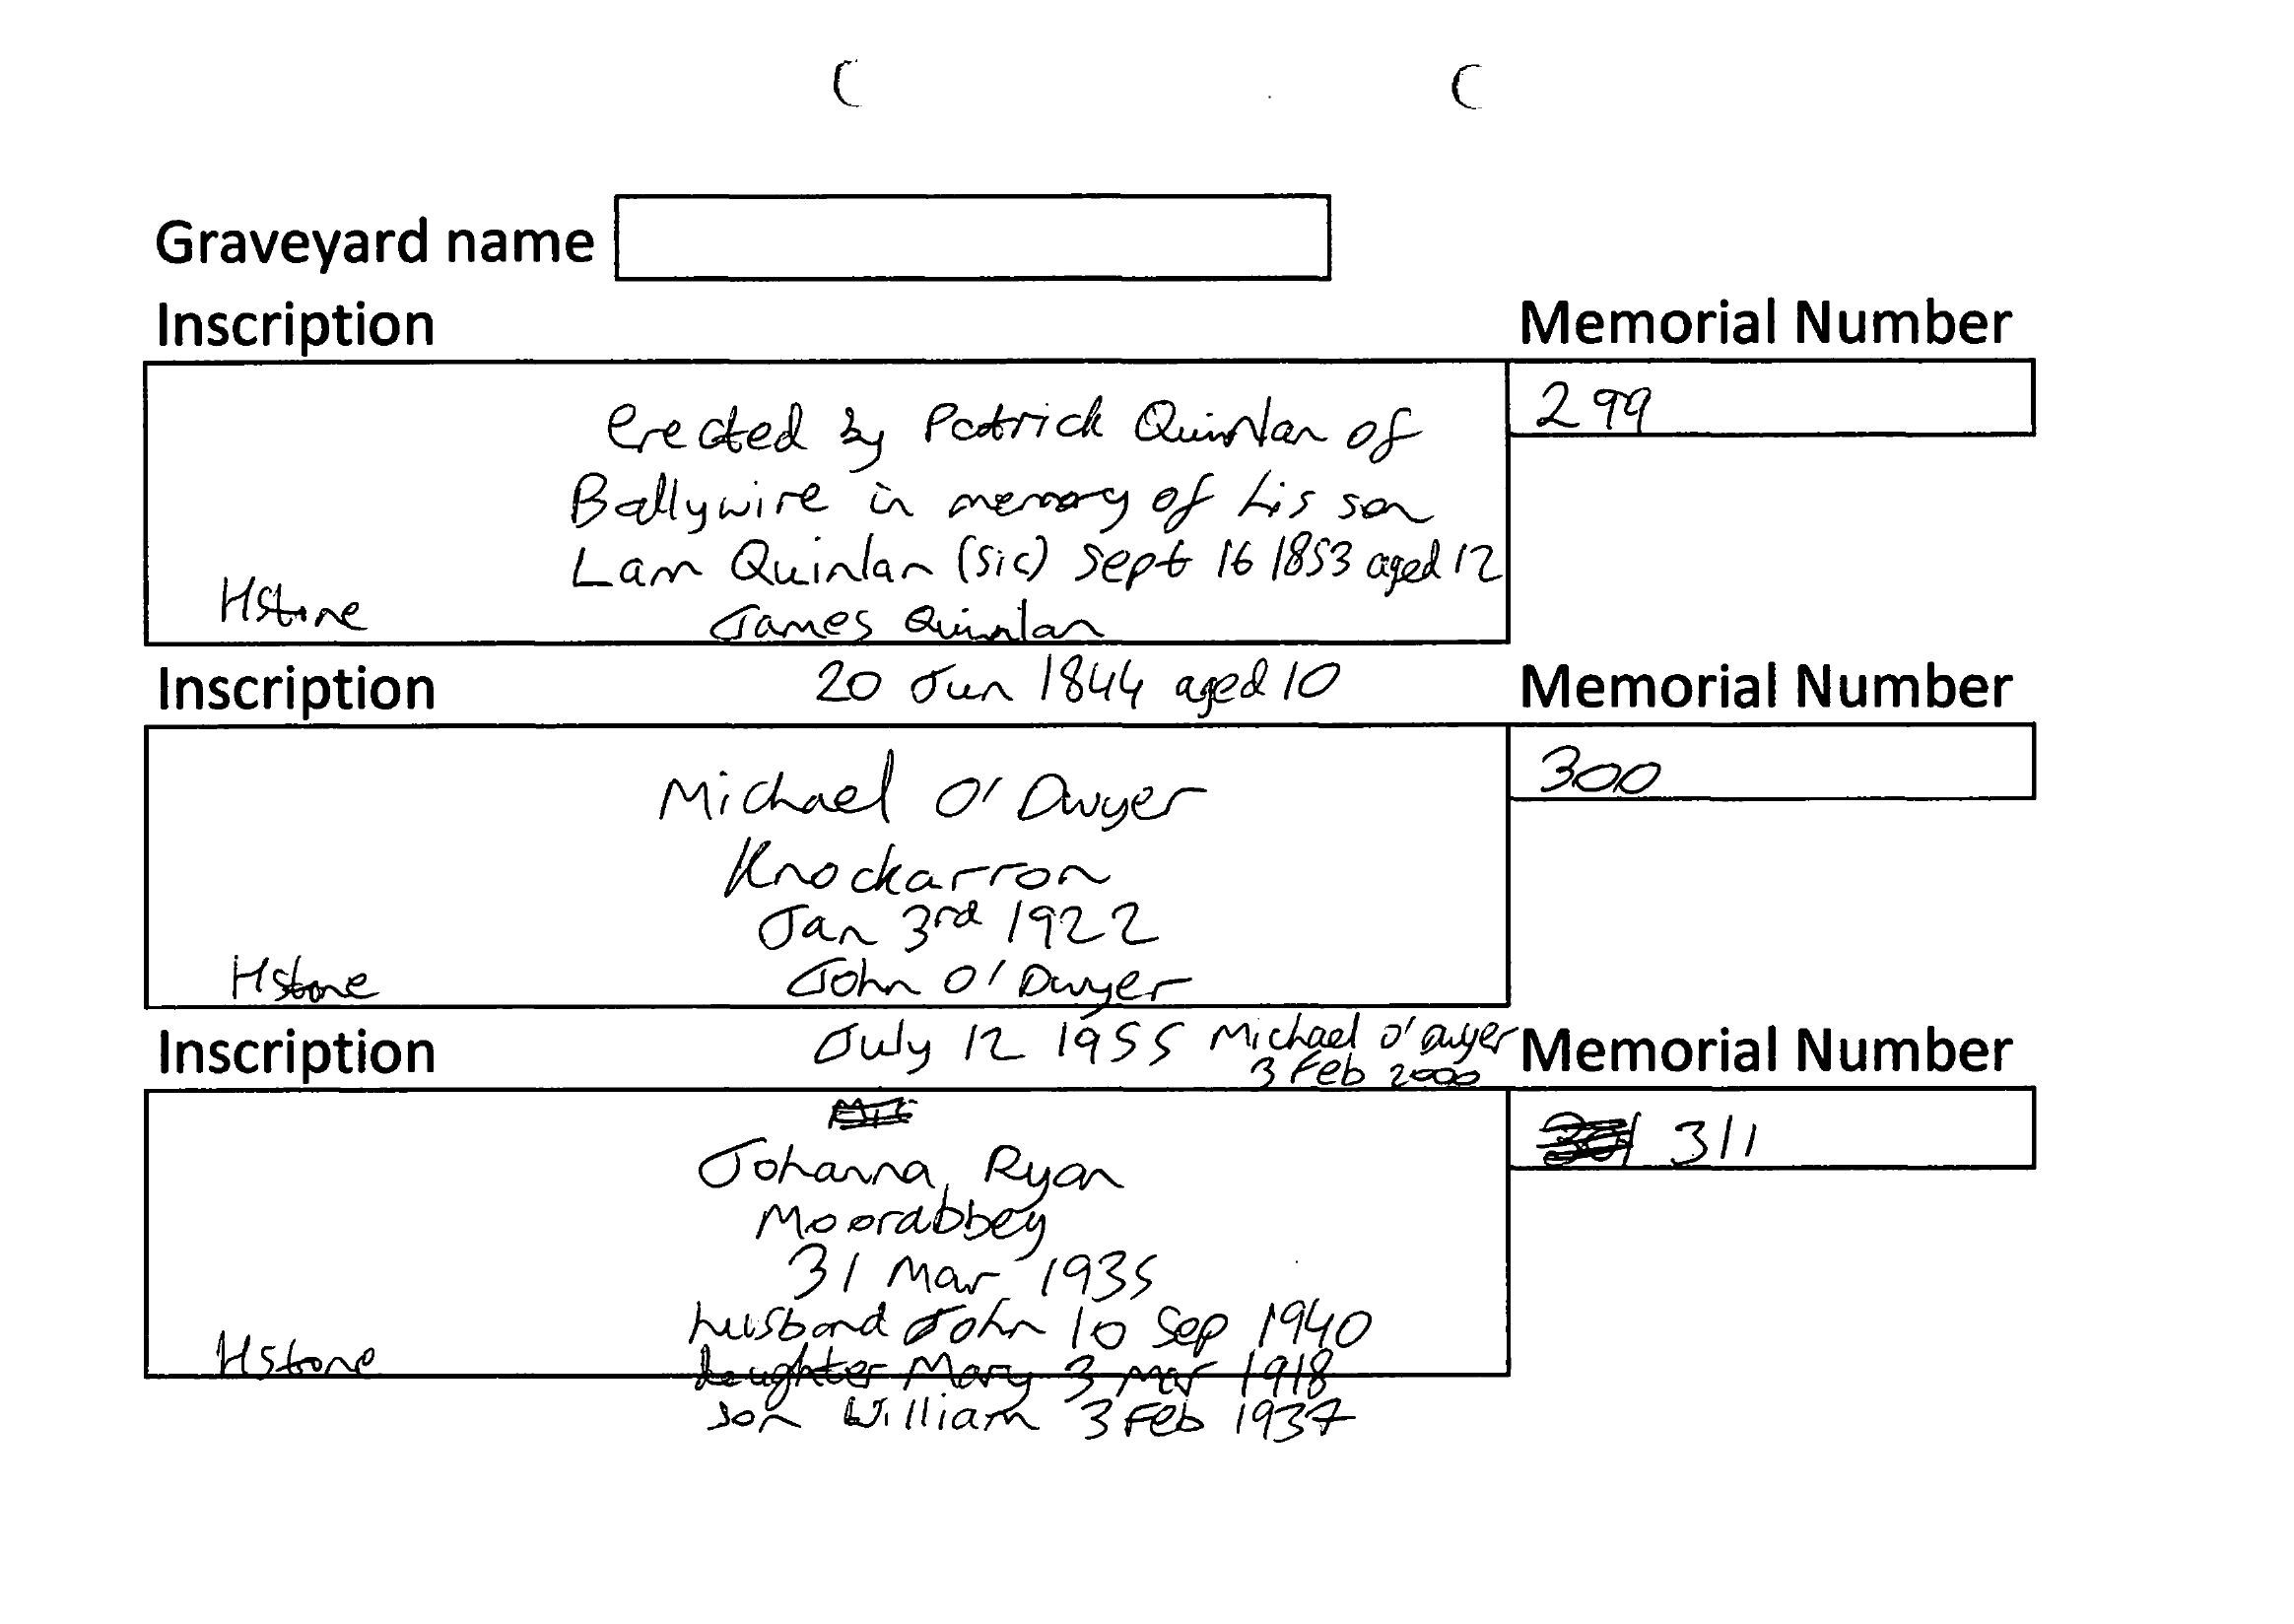 Graveyard name
Inscription Memorial Number
299
Erected by Patrick Quinlan of
Ballywire in memory of his son
Lam Quinlan (sic) Sept 16 1853 aged 12
Hstone James Quinlan
Inscription 20 Jun 1844 aged 10 Memorial Number
300
Michael O' Dwyer
Knockarron
Jan 3rd 1922
Hstone John O' Dwyer
Inscription July 12 1955 Michael O' Dwyer Memorial Number
3 Feb 2000
311
Johanna Ryan
Moorabbey
31 Mar 1935
husband John 10 Sep 1940
Hstone daughter Mary 3 Mar 1918
son William 3 Feb 1937